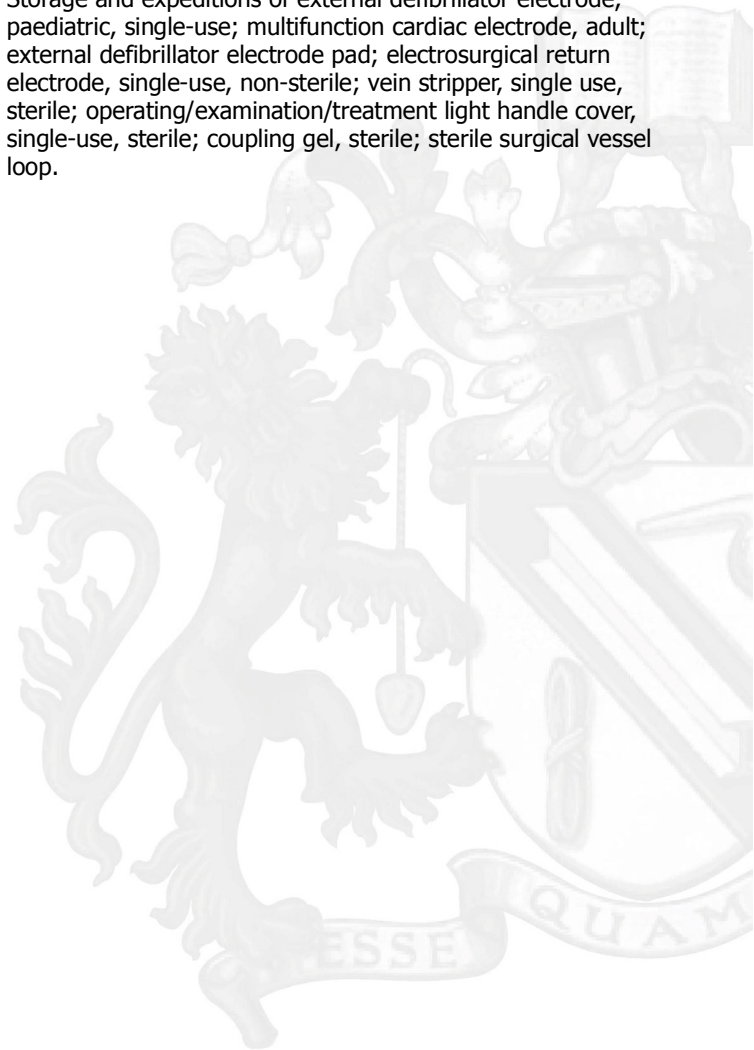 Storage and expeditions of external defibrillator electrode,
paediatric, single-use; multifunction cardiac electrode, adult;
external defibrillator electrode pad; electrosurgical return
electrode, single-use, non-sterile; vein stripper, single use,
sterile; operating/examination/treatment light handle cover,
single-use, sterile; coupling gel, sterile; sterile surgical vessel
loop.
ESSE QUAM